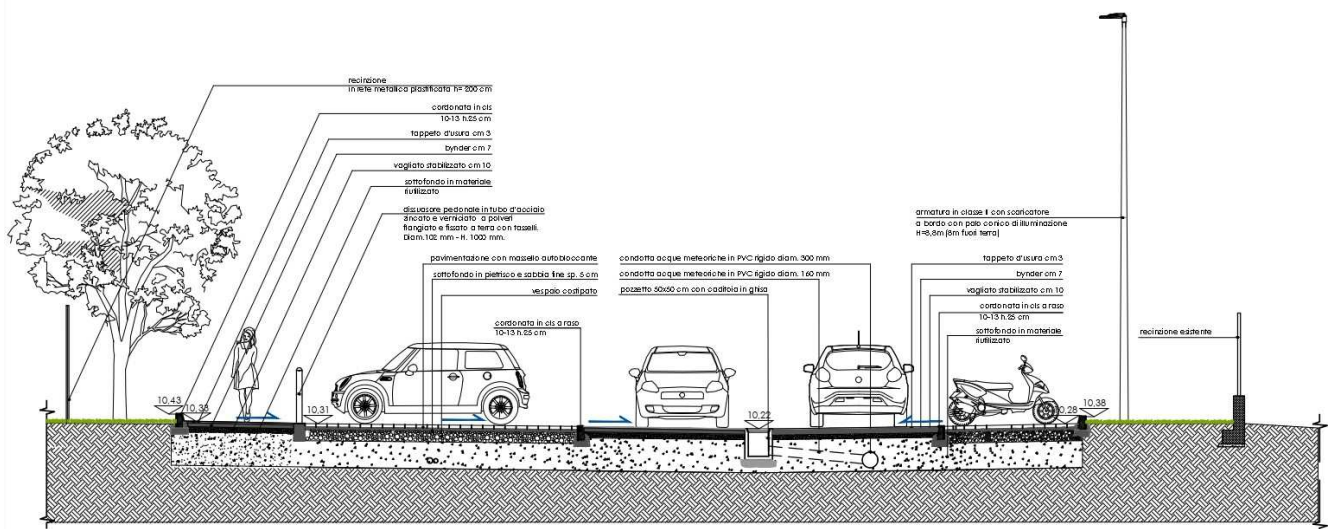 recinzione
in rete metallica plastificata h= 200 cm
cordonata in cls
10-13 h.25 cm
tappeto d'usura cm 3
bynder cm 7
vagliato stabilizzato cm 10
sottofondo in materiale
riutilizzato
dissuasore pedonale in tubo d'acciaio
zincato e verniciato a polveri
flangiato e fissato a terra con tasselli.
Diam.102 mm - H. 1000 mm.
pavimentazione con massello autobloccante
sottofondo in pietrisco e sabbia fine sp. 5 cm
vespaio costipato
cordonata in cls a raso
10-13 h.25 cm
condotta acque meteoriche in PVC rigido diam. 300 mm
condotta acque meteoriche in PVC rigido diam. 160 mm
pozzetto 50x50 cm con caditoia in ghisa
armatura in classe II con scaricatore
a bordo con palo conico di illuminazione
H=8,8m (8m fuori terra)
tappeto d'usura cm 3
bynder cm 7
vagliato stabilizzato cm 10
cordonata in cls a raso
10-13 h.25 cm
sottofondo in materiale
riutilizzato
recinzione esistente
10,43
10,33
10,31
10,22
10,28
10,38